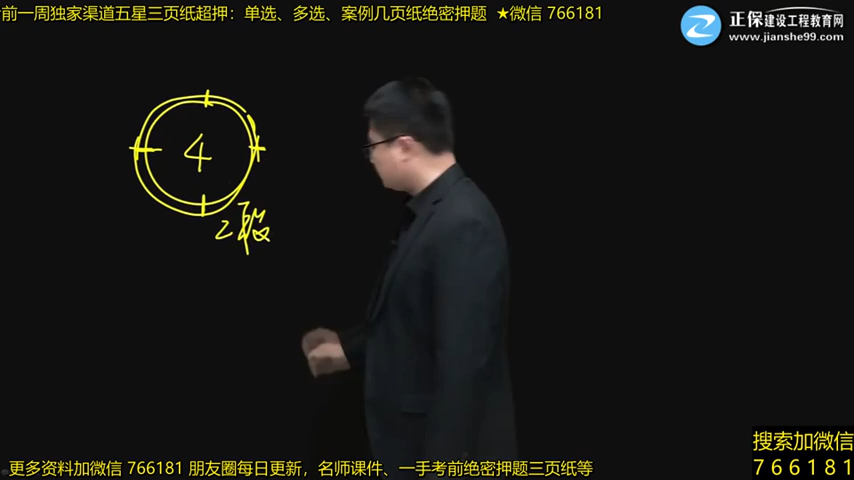 前一周独家渠道五星三页纸超押：单选、多选、案例几页纸绝密押题 ★微信 766181
正保建设工程教育网
www.jianshe99.com
4
2段
搜索加微信
766181
更多资料加微信 766181 朋友圈每日更新，名师课件、一手考前绝密押题三页纸等